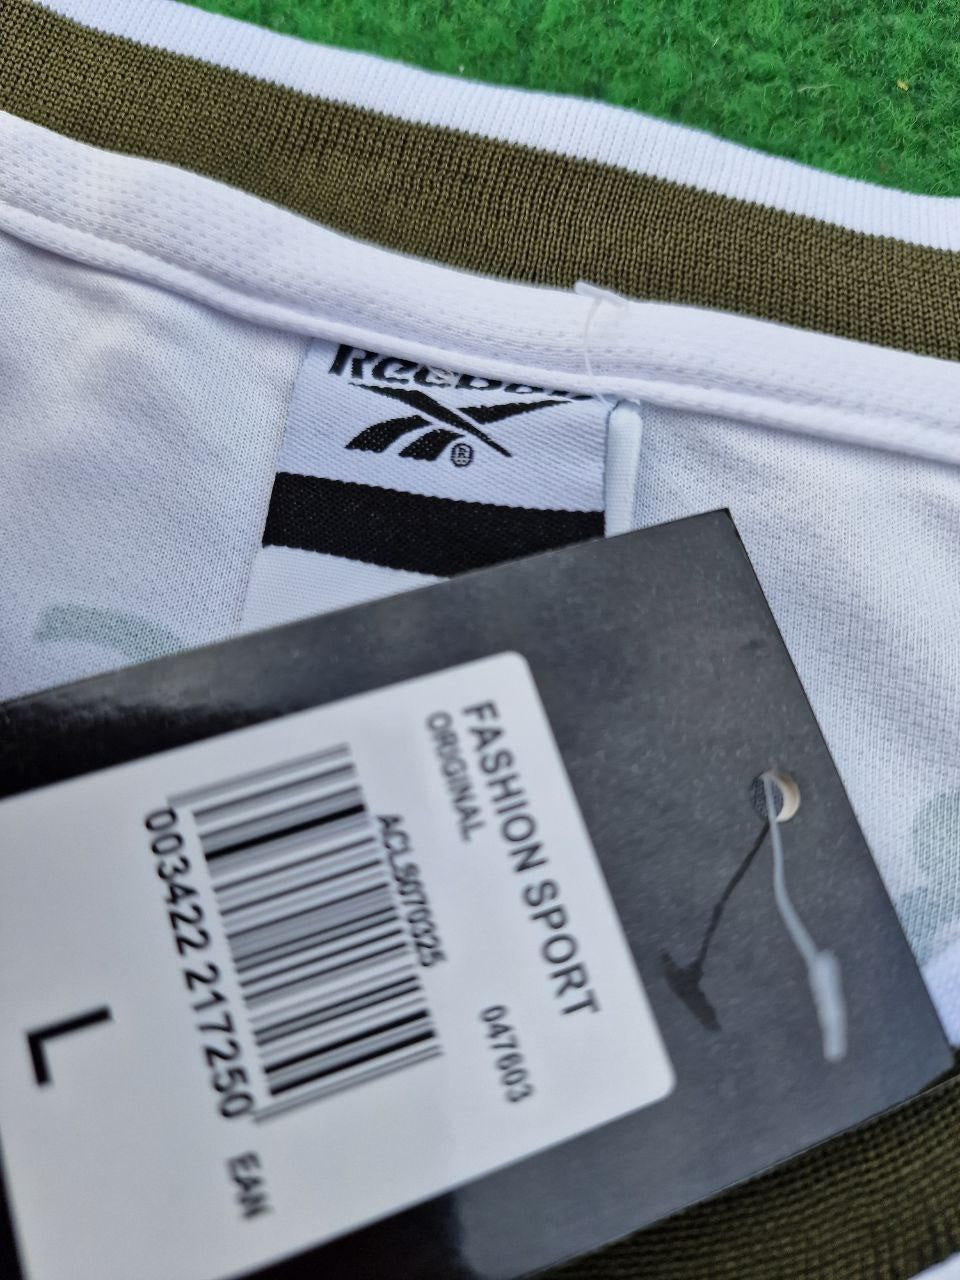 Reebok
®
FASHION SPORT
ORIGINAL
047603
ACLS070325
003422 217250
EAN
L